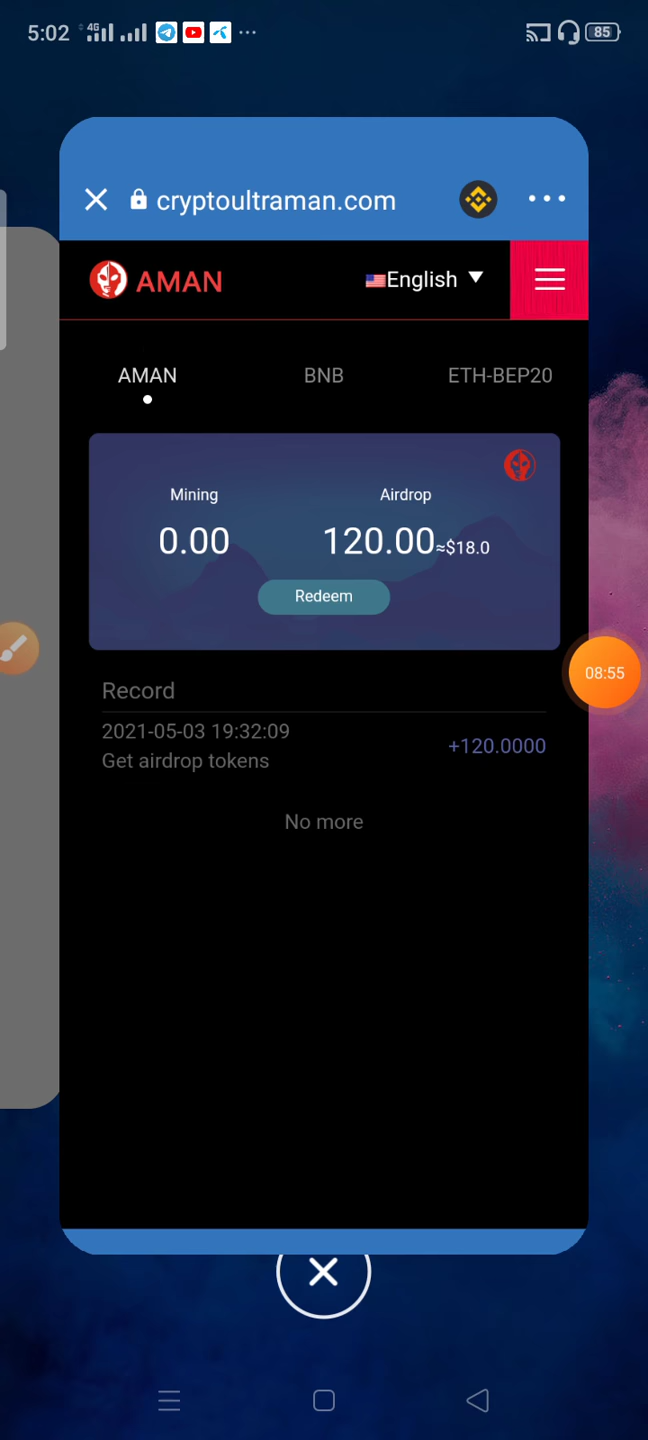 5:02 4G ... 85
cryptoultraman.com
AMAN English
AMAN BNB ETH-BEP20
Mining Airdrop
0.00 120.00≈$18.0
Redeem
08:55
Record
2021-05-03 19:32:09
Get airdrop tokens +120.0000
No more